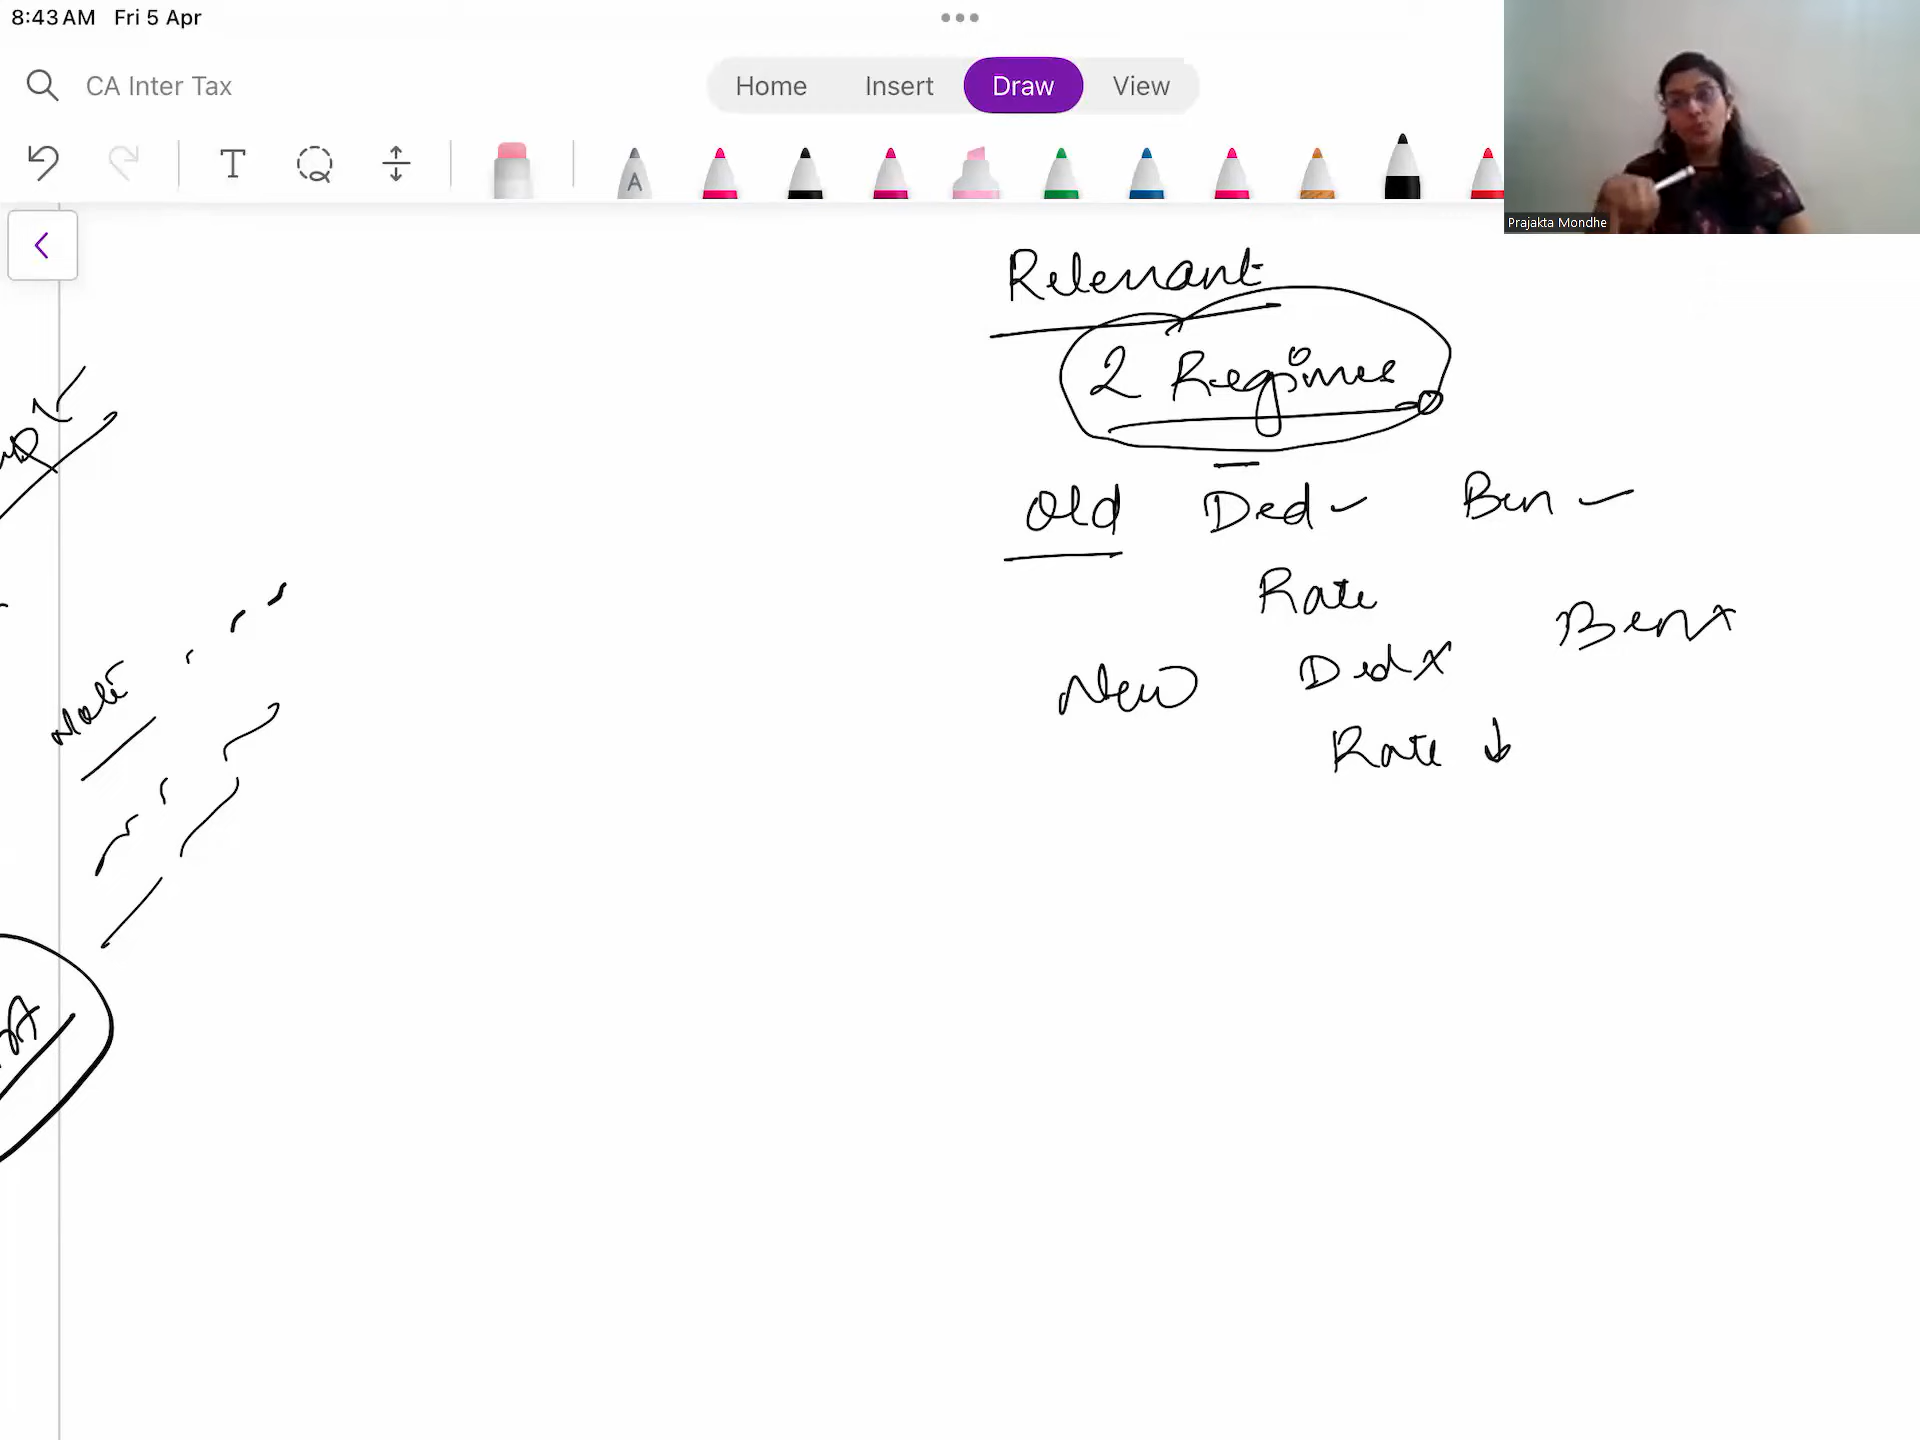 8:43 AM Fri 5 Apr
CA Inter Tax
Home Insert Draw View
T
A
Prajakta Mondhe
Relevant
2 Regimes
Old Ded Ben
Rate
New Ded x Ben x
Rate ↓
Note